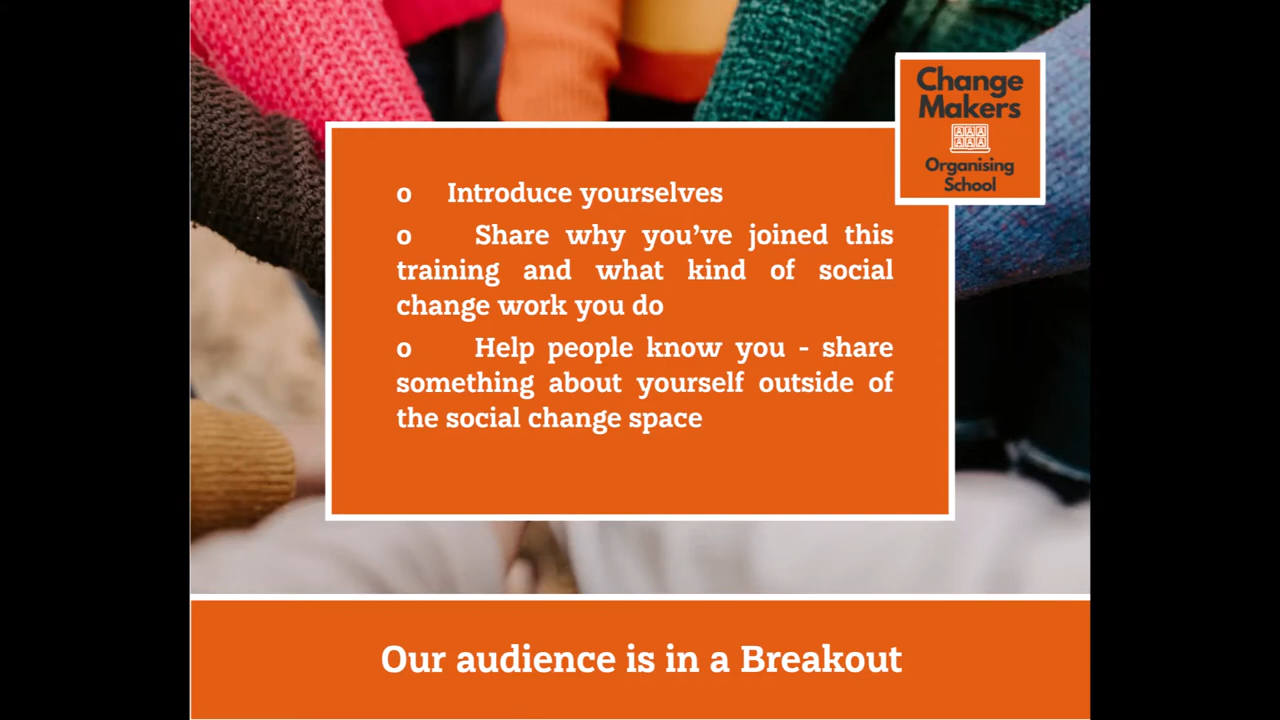 Change
Makers
Organising
School
o Introduce yourselves
o Share why you've joined this
training and what kind of social
change work you do
o Help people know you - share
something about yourself outside of
the social change space
Our audience is in a Breakout